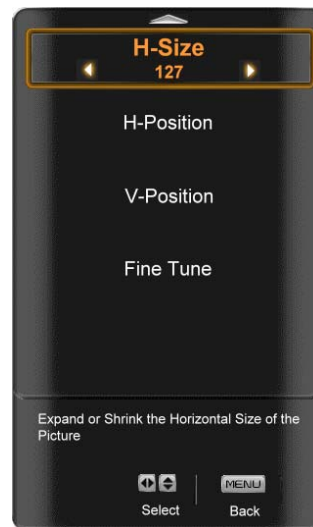 H-Size
127
H-Position
V-Position
Fine Tune
Expand or Shrink the Horizontal Size of the
Picture
MENU
Select
Back